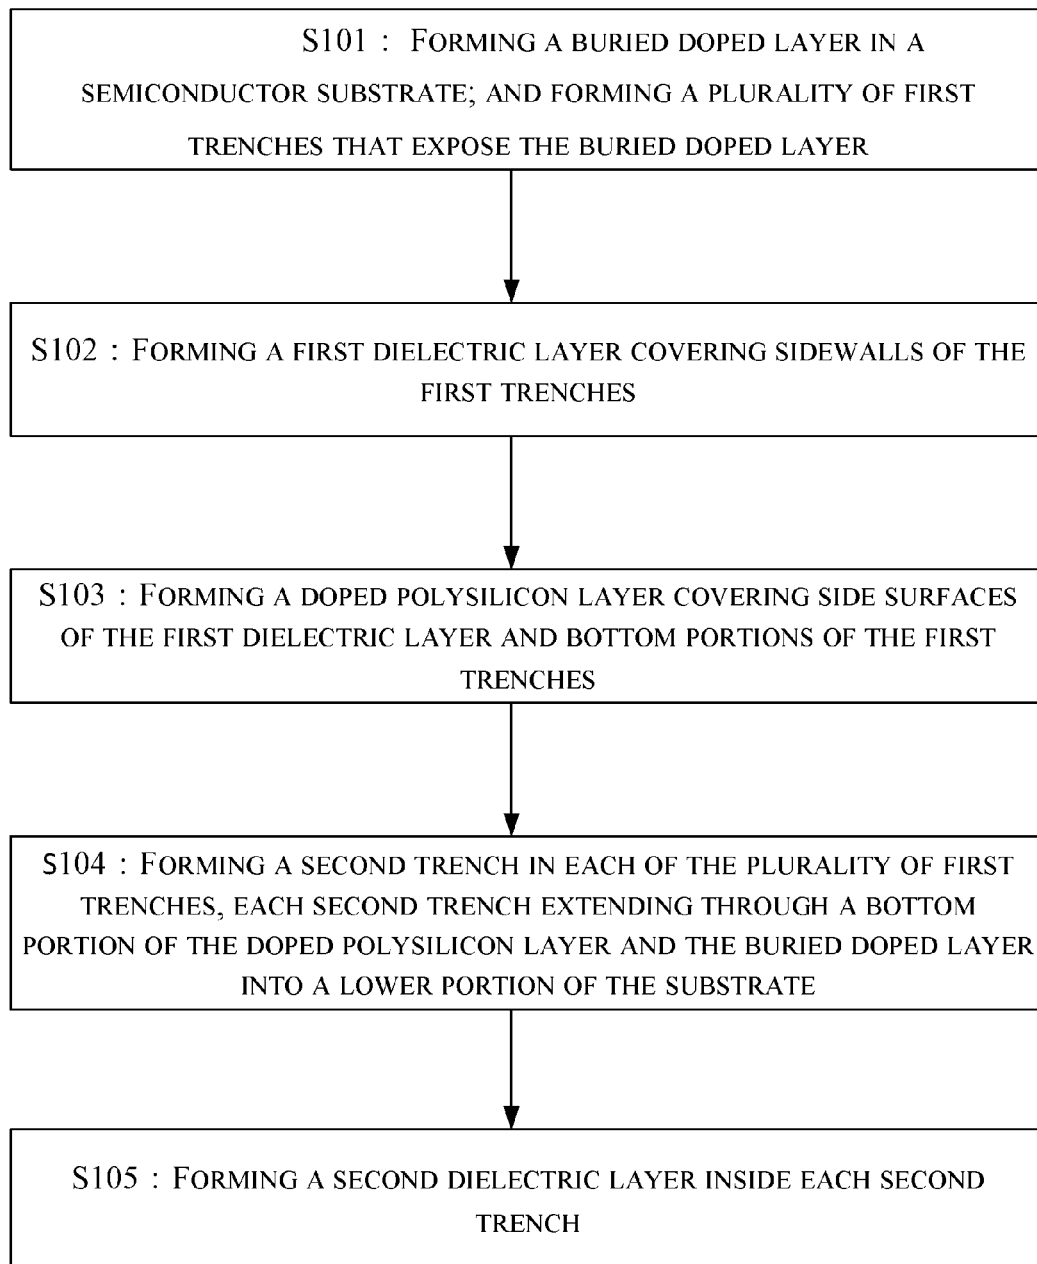 S101 : Forming a buried doped layer in a
semiconductor substrate; and forming a plurality of first
trenches that expose the buried doped layer
S102 : Forming a first dielectric layer covering sidewalls of the
first trenches
S103 : Forming a doped polysilicon layer covering side surfaces
of the first dielectric layer and bottom portions of the first
trenches
S104 : Forming a second trench in each of the plurality of first
trenches, each second trench extending through a bottom
portion of the doped polysilicon layer and the buried doped layer
into a lower portion of the substrate
S105 : Forming a second dielectric layer inside each second
trench